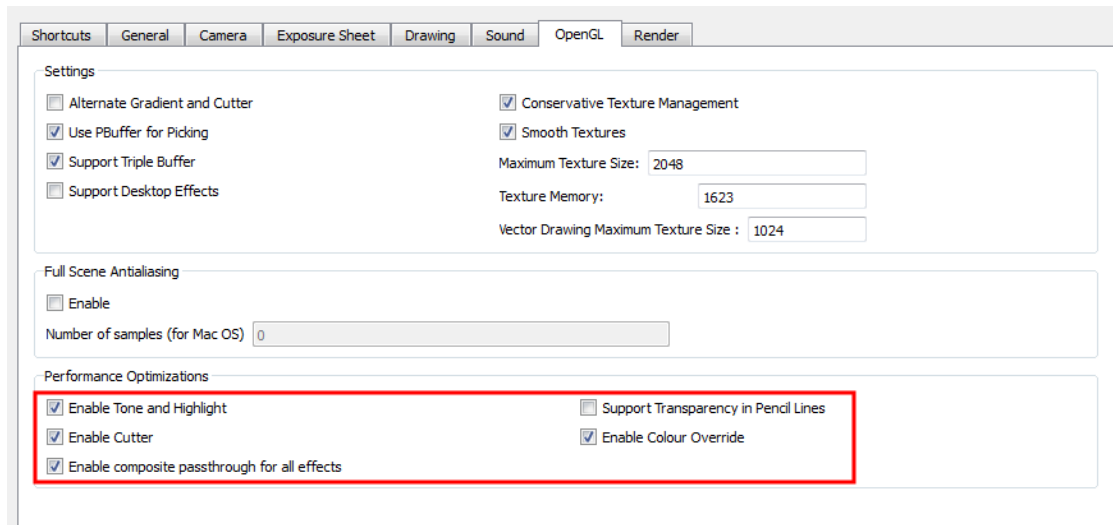 Shortcuts General Camera Exposure Sheet Drawing Sound OpenGL Render
Settings
Alternate Gradient and Cutter
Use PBuffer for Picking
Support Triple Buffer
Support Desktop Effects
Conservative Texture Management
Smooth Textures
Maximum Texture Size: 2048
Texture Memory: 1623
Vector Drawing Maximum Texture Size : 1024
Full Scene Antialiasing
Enable
Number of samples (for Mac OS) 0
Performance Optimizations
Enable Tone and Highlight
Enable Cutter
Enable composite passthrough for all effects
Support Transparency in Pencil Lines
Enable Colour Override